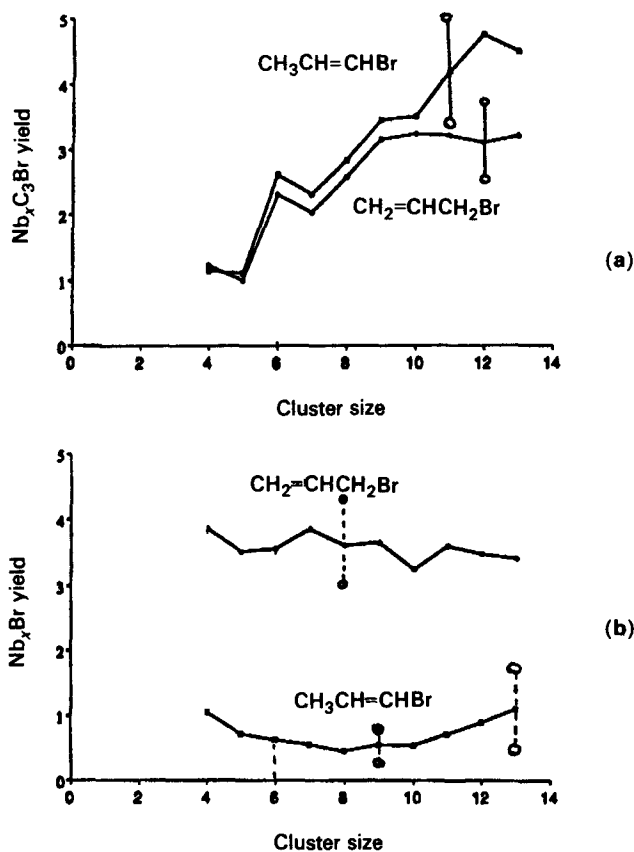 5
4
3
2
1
0
Nb𝑥C₃Br yield
CH₃CH=CHBr
CH₂=CHCH₂Br
(a)
0 2 4 6 8 10 12 14
Cluster size
5
4
3
2
1
0
Nb𝑥Br yield
CH₂=CHCH₂Br
(b)
CH₃CH=CHBr
0 2 4 6 8 10 12 14
Cluster size